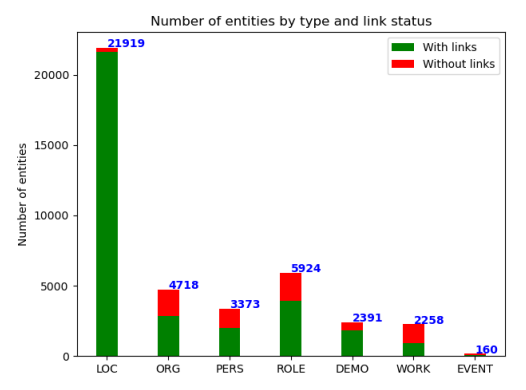 Number of entities by type and link status
With links
Without links
Number of entities
20000
15000
10000
5000
0
21919
4718
3373
5924
2391
2258
160
LOC ORG PERS ROLE DEMO WORK EVENT